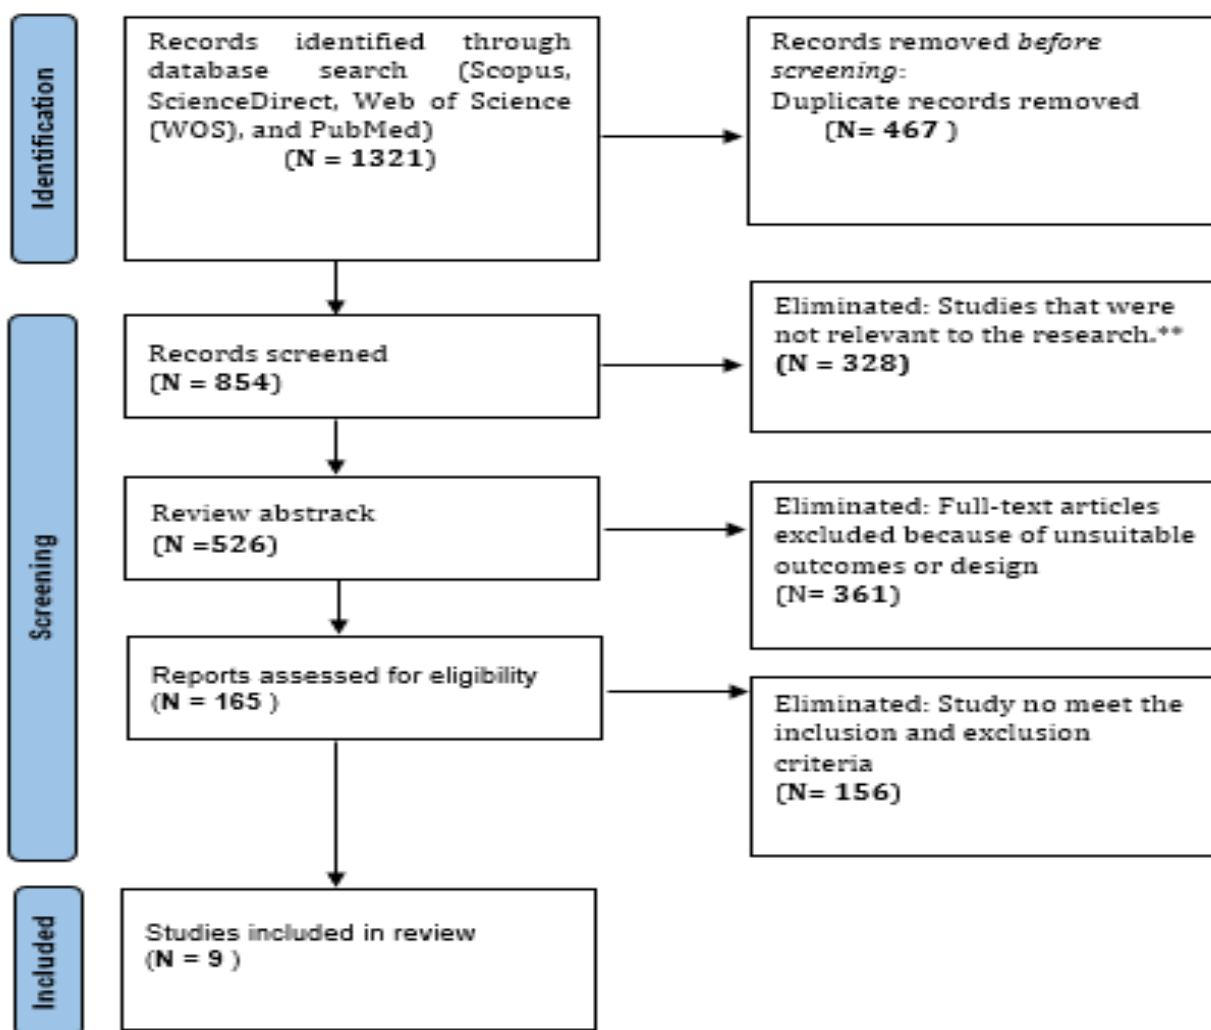 Identification
Records identified through
database search (Scopus,
ScienceDirect, Web of Science
(WOS), and PubMed)
(N = 1321)
Records removed before
screening:
Duplicate records removed
(N= 467 )
Screening
Records screened
(N = 854)
Eliminated: Studies that were
not relevant to the research.**
(N = 328)
Review abstrack
(N =526)
Eliminated: Full-text articles
excluded because of unsuitable
outcomes or design
(N= 361)
Reports assessed for eligibility
(N = 165 )
Eliminated: Study no meet the
inclusion and exclusion
criteria
(N= 156)
Included
Studies included in review
(N = 9 )